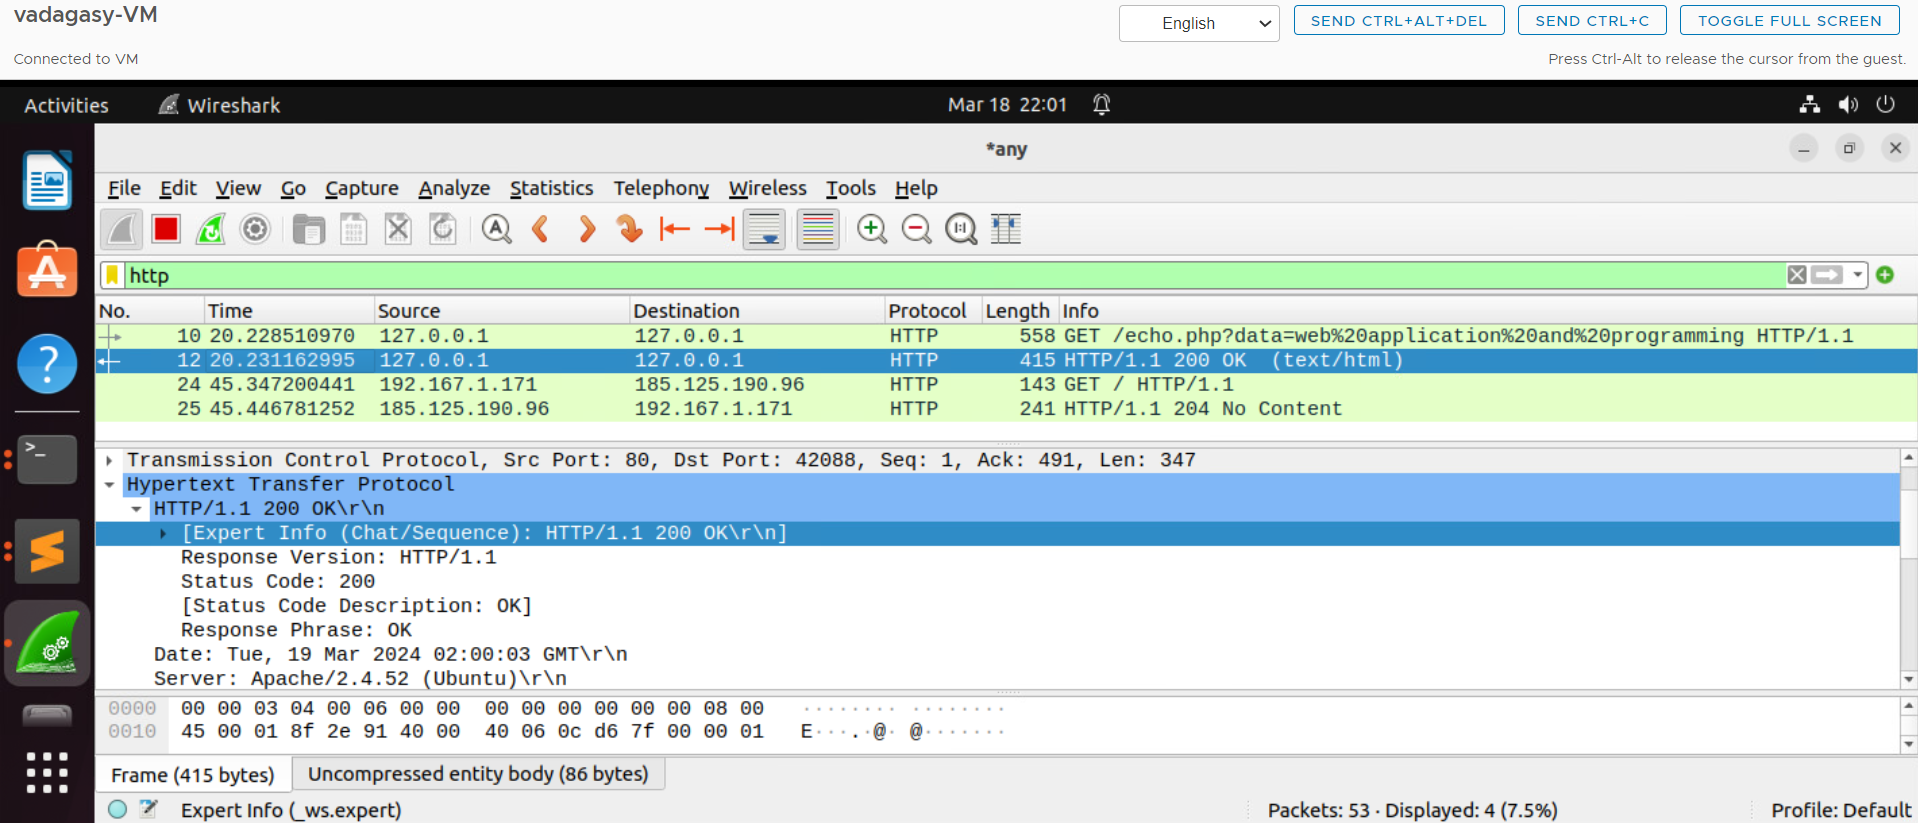 vadagasy-VM
English
SEND CTRL+ALT+DEL
SEND CTRL+C
TOGGLE FULL SCREEN
Connected to VM
Press Ctrl-Alt to release the cursor from the guest.
Activities
Wireshark
Mar 18 22:01
*any
File Edit View Go Capture Analyze Statistics Telephony Wireless Tools Help
http
No. Time Source Destination Protocol Length Info
10 20.228510970 127.0.0.1 127.0.0.1 HTTP 558 GET /echo.php?data=web%20application%20and%20programming HTTP/1.1
12 20.231162995 127.0.0.1 127.0.0.1 HTTP 415 HTTP/1.1 200 OK (text/html)
24 45.347200441 192.167.1.171 185.125.190.96 HTTP 143 GET / HTTP/1.1
25 45.446781252 185.125.190.96 192.167.1.171 HTTP 241 HTTP/1.1 204 No Content
Transmission Control Protocol, Src Port: 80, Dst Port: 42088, Seq: 1, Ack: 491, Len: 347
Hypertext Transfer Protocol
HTTP/1.1 200 OK\r\n
[Expert Info (Chat/Sequence): HTTP/1.1 200 OK\r\n]
Response Version: HTTP/1.1
Status Code: 200
[Status Code Description: OK]
Response Phrase: OK
Date: Tue, 19 Mar 2024 02:00:03 GMT\r\n
Server: Apache/2.4.52 (Ubuntu)\r\n
0000 00 00 03 04 00 06 00 00 00 00 00 00 00 00 08 00 ········ ········
0010 45 00 01 8f 2e 91 40 00 40 06 0c d6 7f 00 00 01 E···.·@· @·······
Frame (415 bytes)
Uncompressed entity body (86 bytes)
Expert Info (_ws.expert)
Packets: 53 · Displayed: 4 (7.5%)
Profile: Default